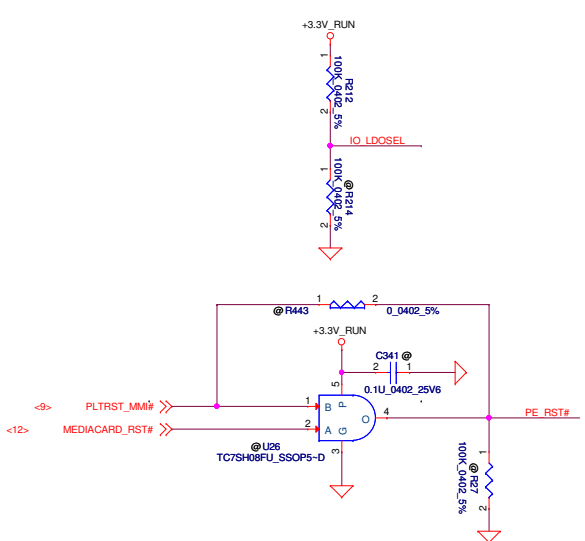 +3.3V_RUN
1
R212
100K_0402_5%
2
IO_LDOSEL
1
@R214
100K_0402_5%
2
1
2
@R443
0_0402_5%
+3.3V_RUN
C341 @
2
1
0.1U_0402_25V6
5
<9>
PLTRST_MMI#
1
B
P
O
4
PE_RST#
<12>
MEDIACARD_RST#
2
A
G
3
@U26
TC7SH08FU_SSOP5~D
1
@R27
100K_0402_5%
2